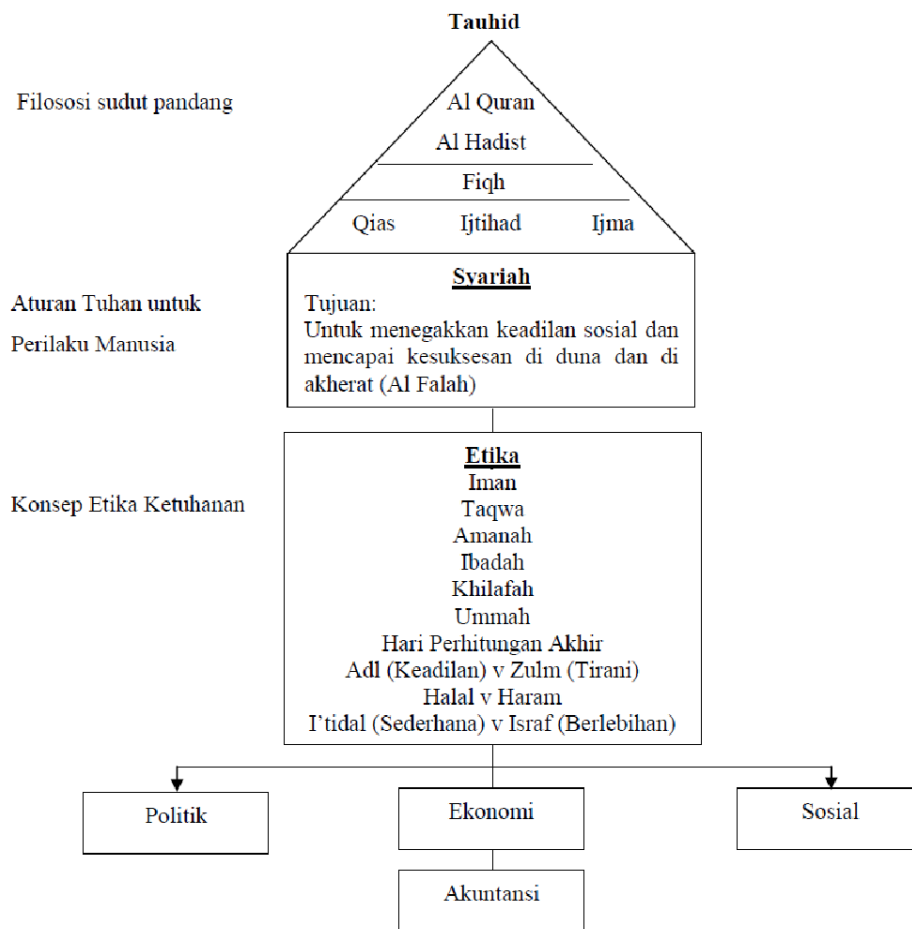 Tauhid
Filososi sudut pandang
Al Quran
Al Hadist
Fiqh
Qias Ijtihad Ijma
Syariah
Aturan Tuhan untuk
Perilaku Manusia
Tujuan:
Untuk menegakkan keadilan sosial dan
mencapai kesuksesan di duna dan di
akherat (Al Falah)
Etika
Konsep Etika Ketuhanan
Iman
Taqwa
Amanah
Ibadah
Khilafah
Ummah
Hari Perhitungan Akhir
Adl (Keadilan) v Zulm (Tirani)
Halal v Haram
I'tidal (Sederhana) v Israf (Berlebihan)
Politik Ekonomi Sosial
Akuntansi